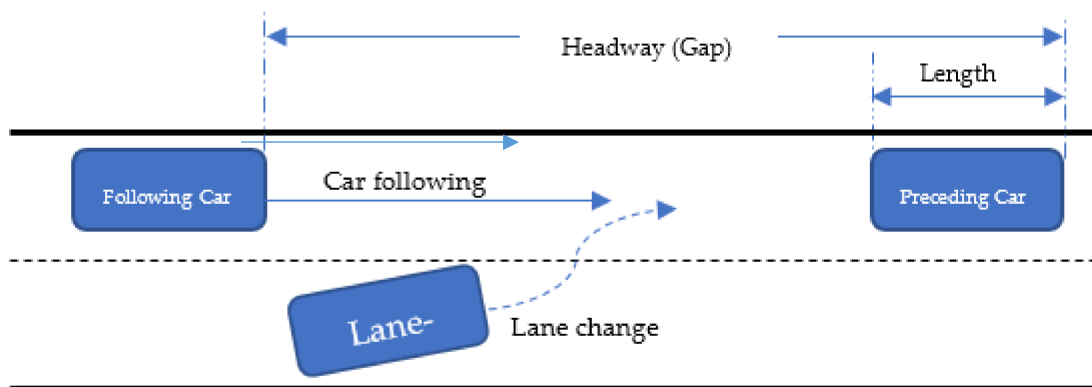 Headway (Gap)
Length
Following Car
Car following
Preceding Car
Lane-
Lane change